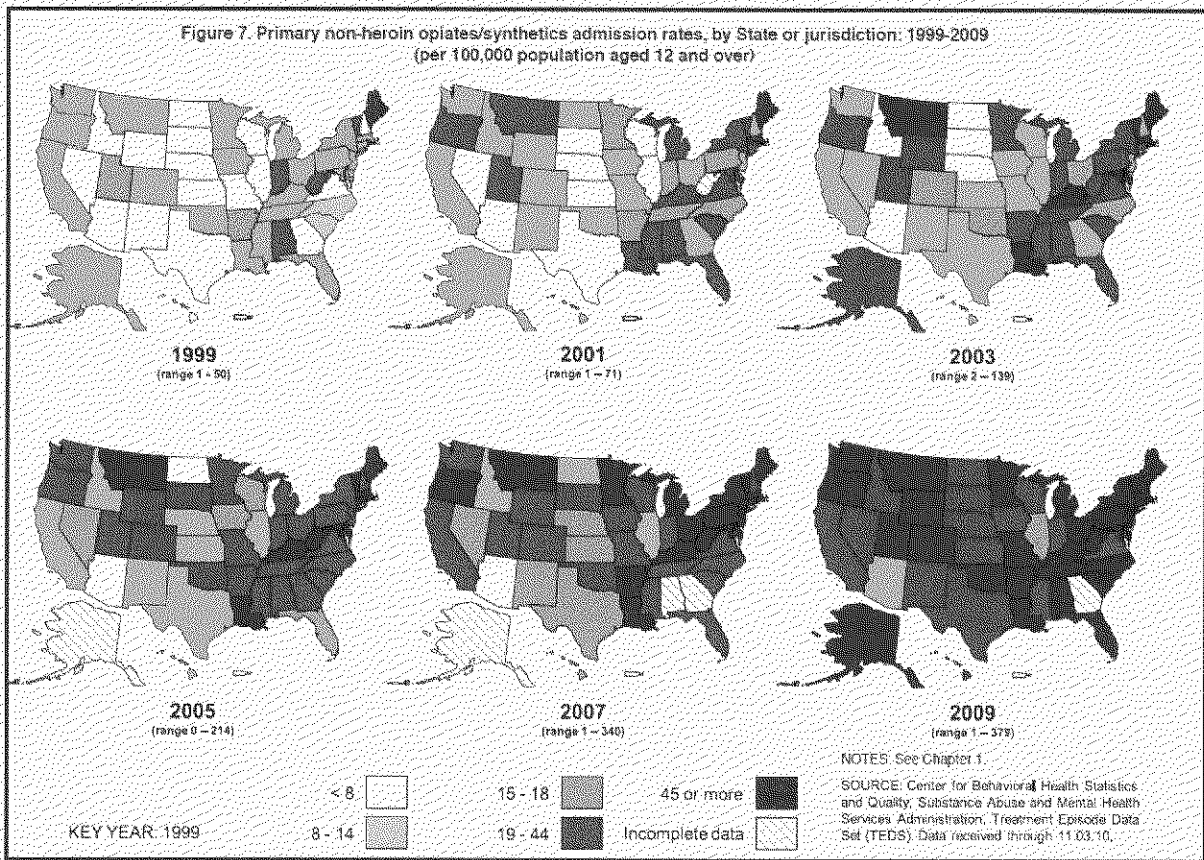 Figure 7. Primary non-heroin opiates/synthetics admission rates, by State or jurisdiction: 1999-2009
(per 100,000 population aged 12 and over)
1999
(range 1 - 50)
2001
(range 1 – 71)
2003
(range 2 – 139)
2005
(range 0 – 214)
2007
(range 1 – 340)
2009
(range 1 – 379)
KEY YEAR: 1999
< 8
8 - 14
15 - 18
19 - 44
45 or more
Incomplete data
NOTES: See Chapter 1.
SOURCE: Center for Behavioral Health Statistics
and Quality, Substance Abuse and Mental Health
Services Administration, Treatment Episode Data
Set (TEDS). Data received through 11.03.10.